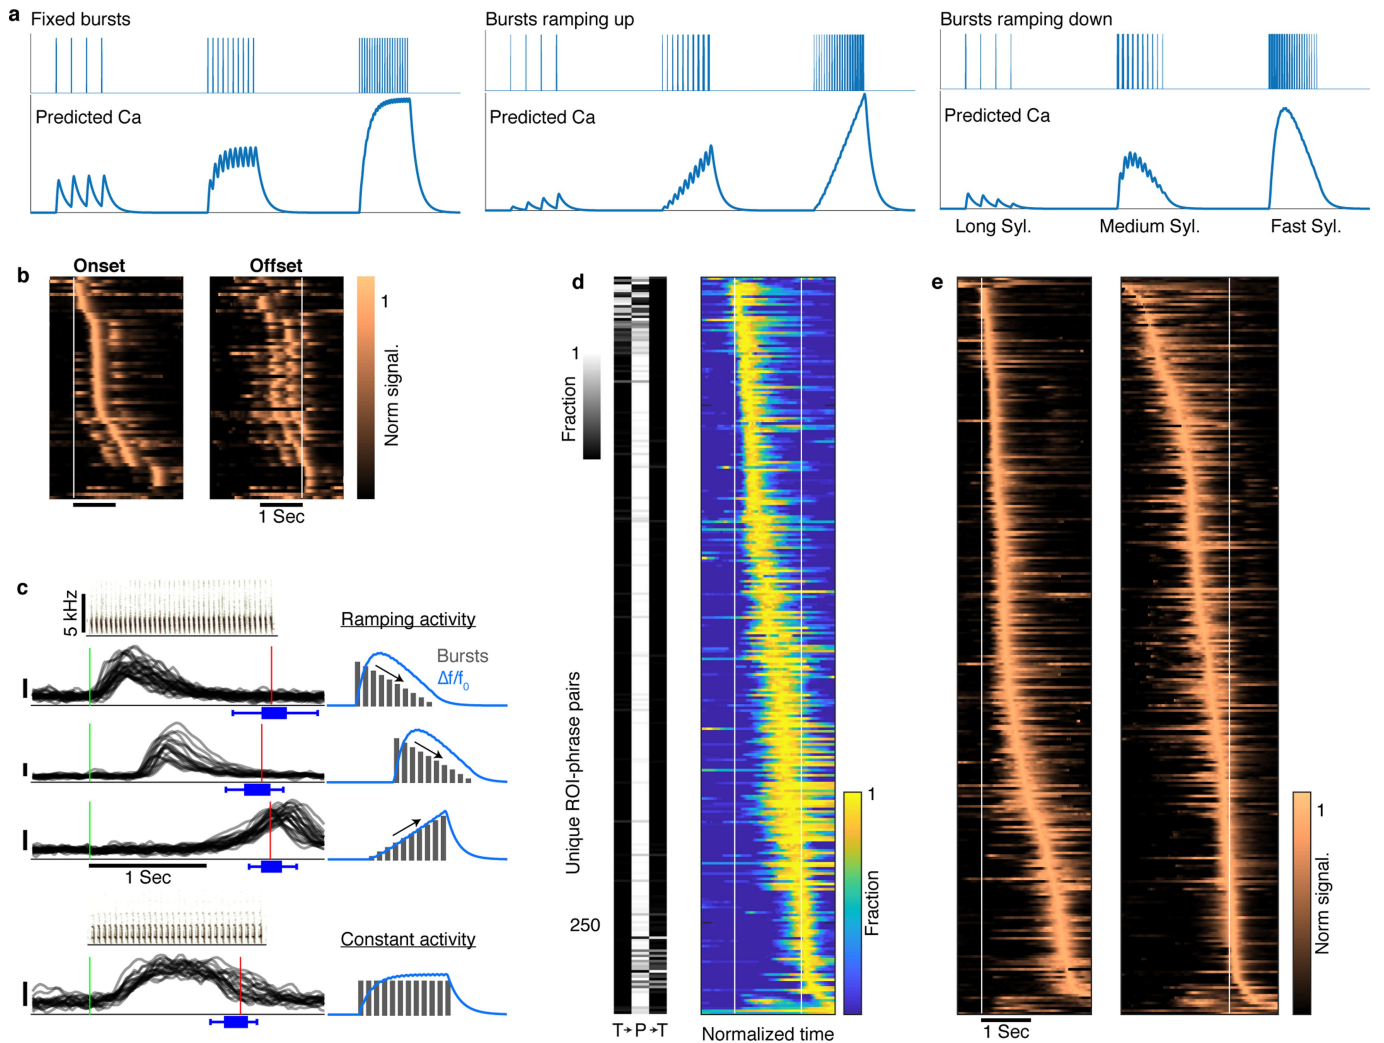 a
Fixed bursts
Bursts ramping up
Bursts ramping down
Predicted Ca
Predicted Ca
Predicted Ca
Long Syl.
Medium Syl.
Fast Syl.
b
Onset
Offset
1
Norm signal.
1 Sec
c
5 kHz
Ramping activity
Bursts
Δf/f₀
1 Sec
Constant activity
d
1
Fraction
Unique ROI-phrase pairs
250
T→P→T
1
Fraction
Normalized time
e
1
Norm signal.
1 Sec